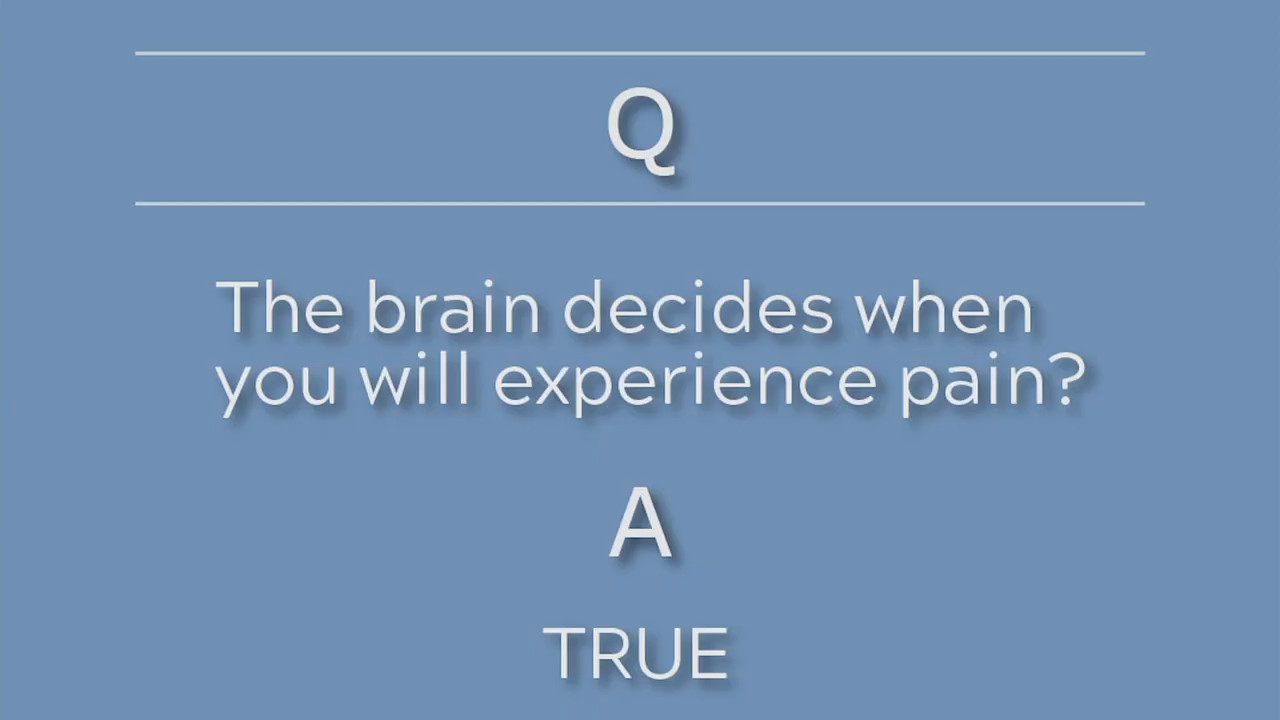 Q
The brain decides when
you will experience pain?
A
TRUE